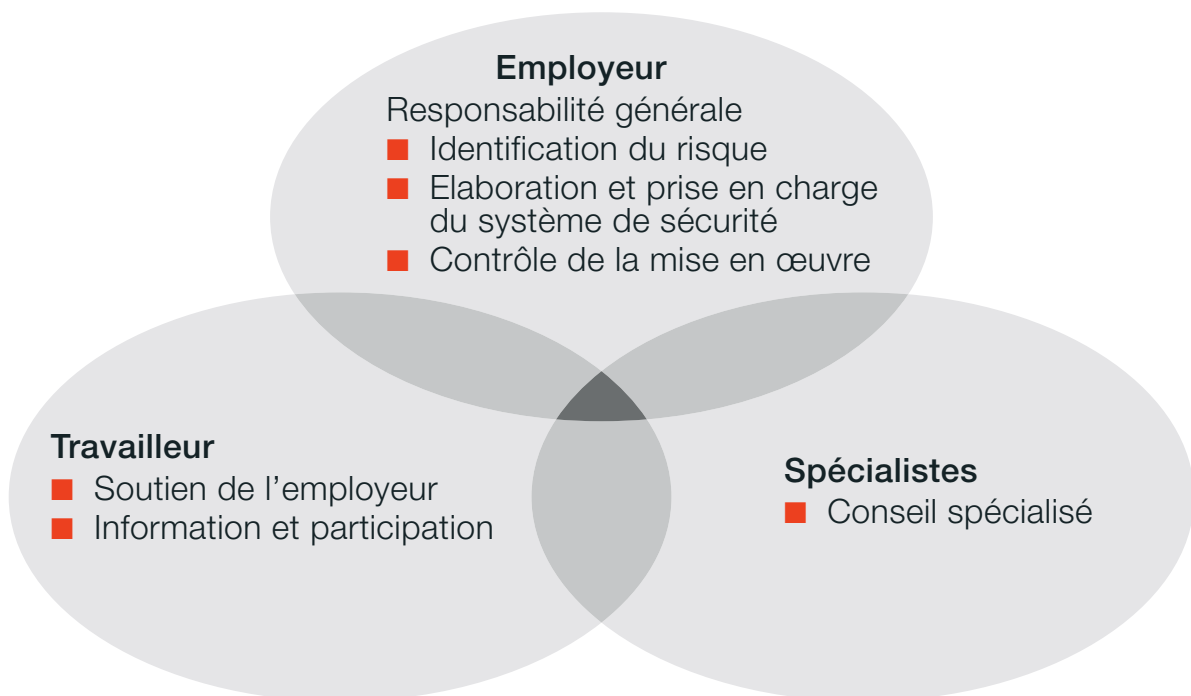 Employeur
Responsabilité générale
■ Identification du risque
■ Elaboration et prise en charge
du système de sécurité
■ Contrôle de la mise en œuvre
Travailleur
■ Soutien de l’employeur
■ Information et participation
Spécialistes
■ Conseil spécialisé